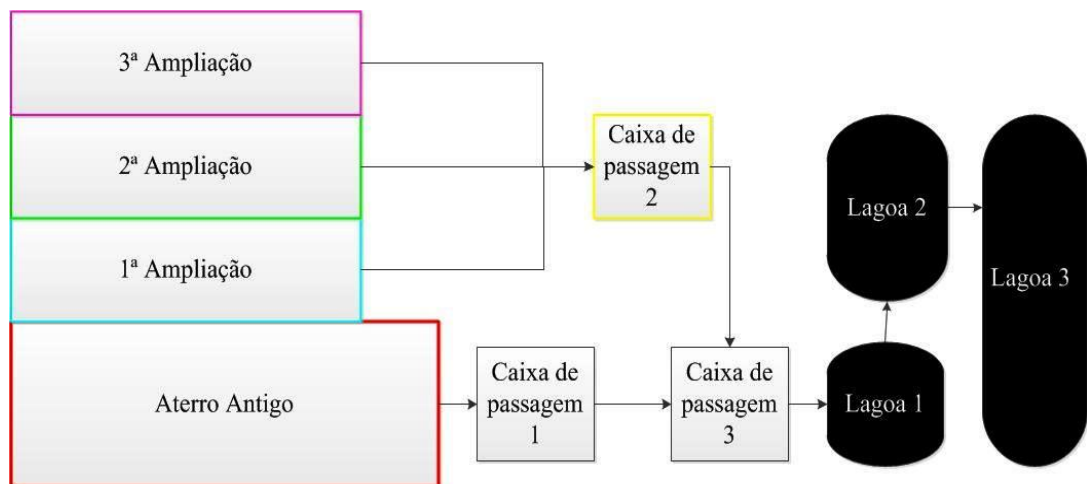 3ª Ampliação
2ª Ampliação
1ª Ampliação
Aterro Antigo
Caixa de
passagem
2
Caixa de
passagem
1
Caixa de
passagem
3
Lagoa 2
Lagoa 1
Lagoa 3